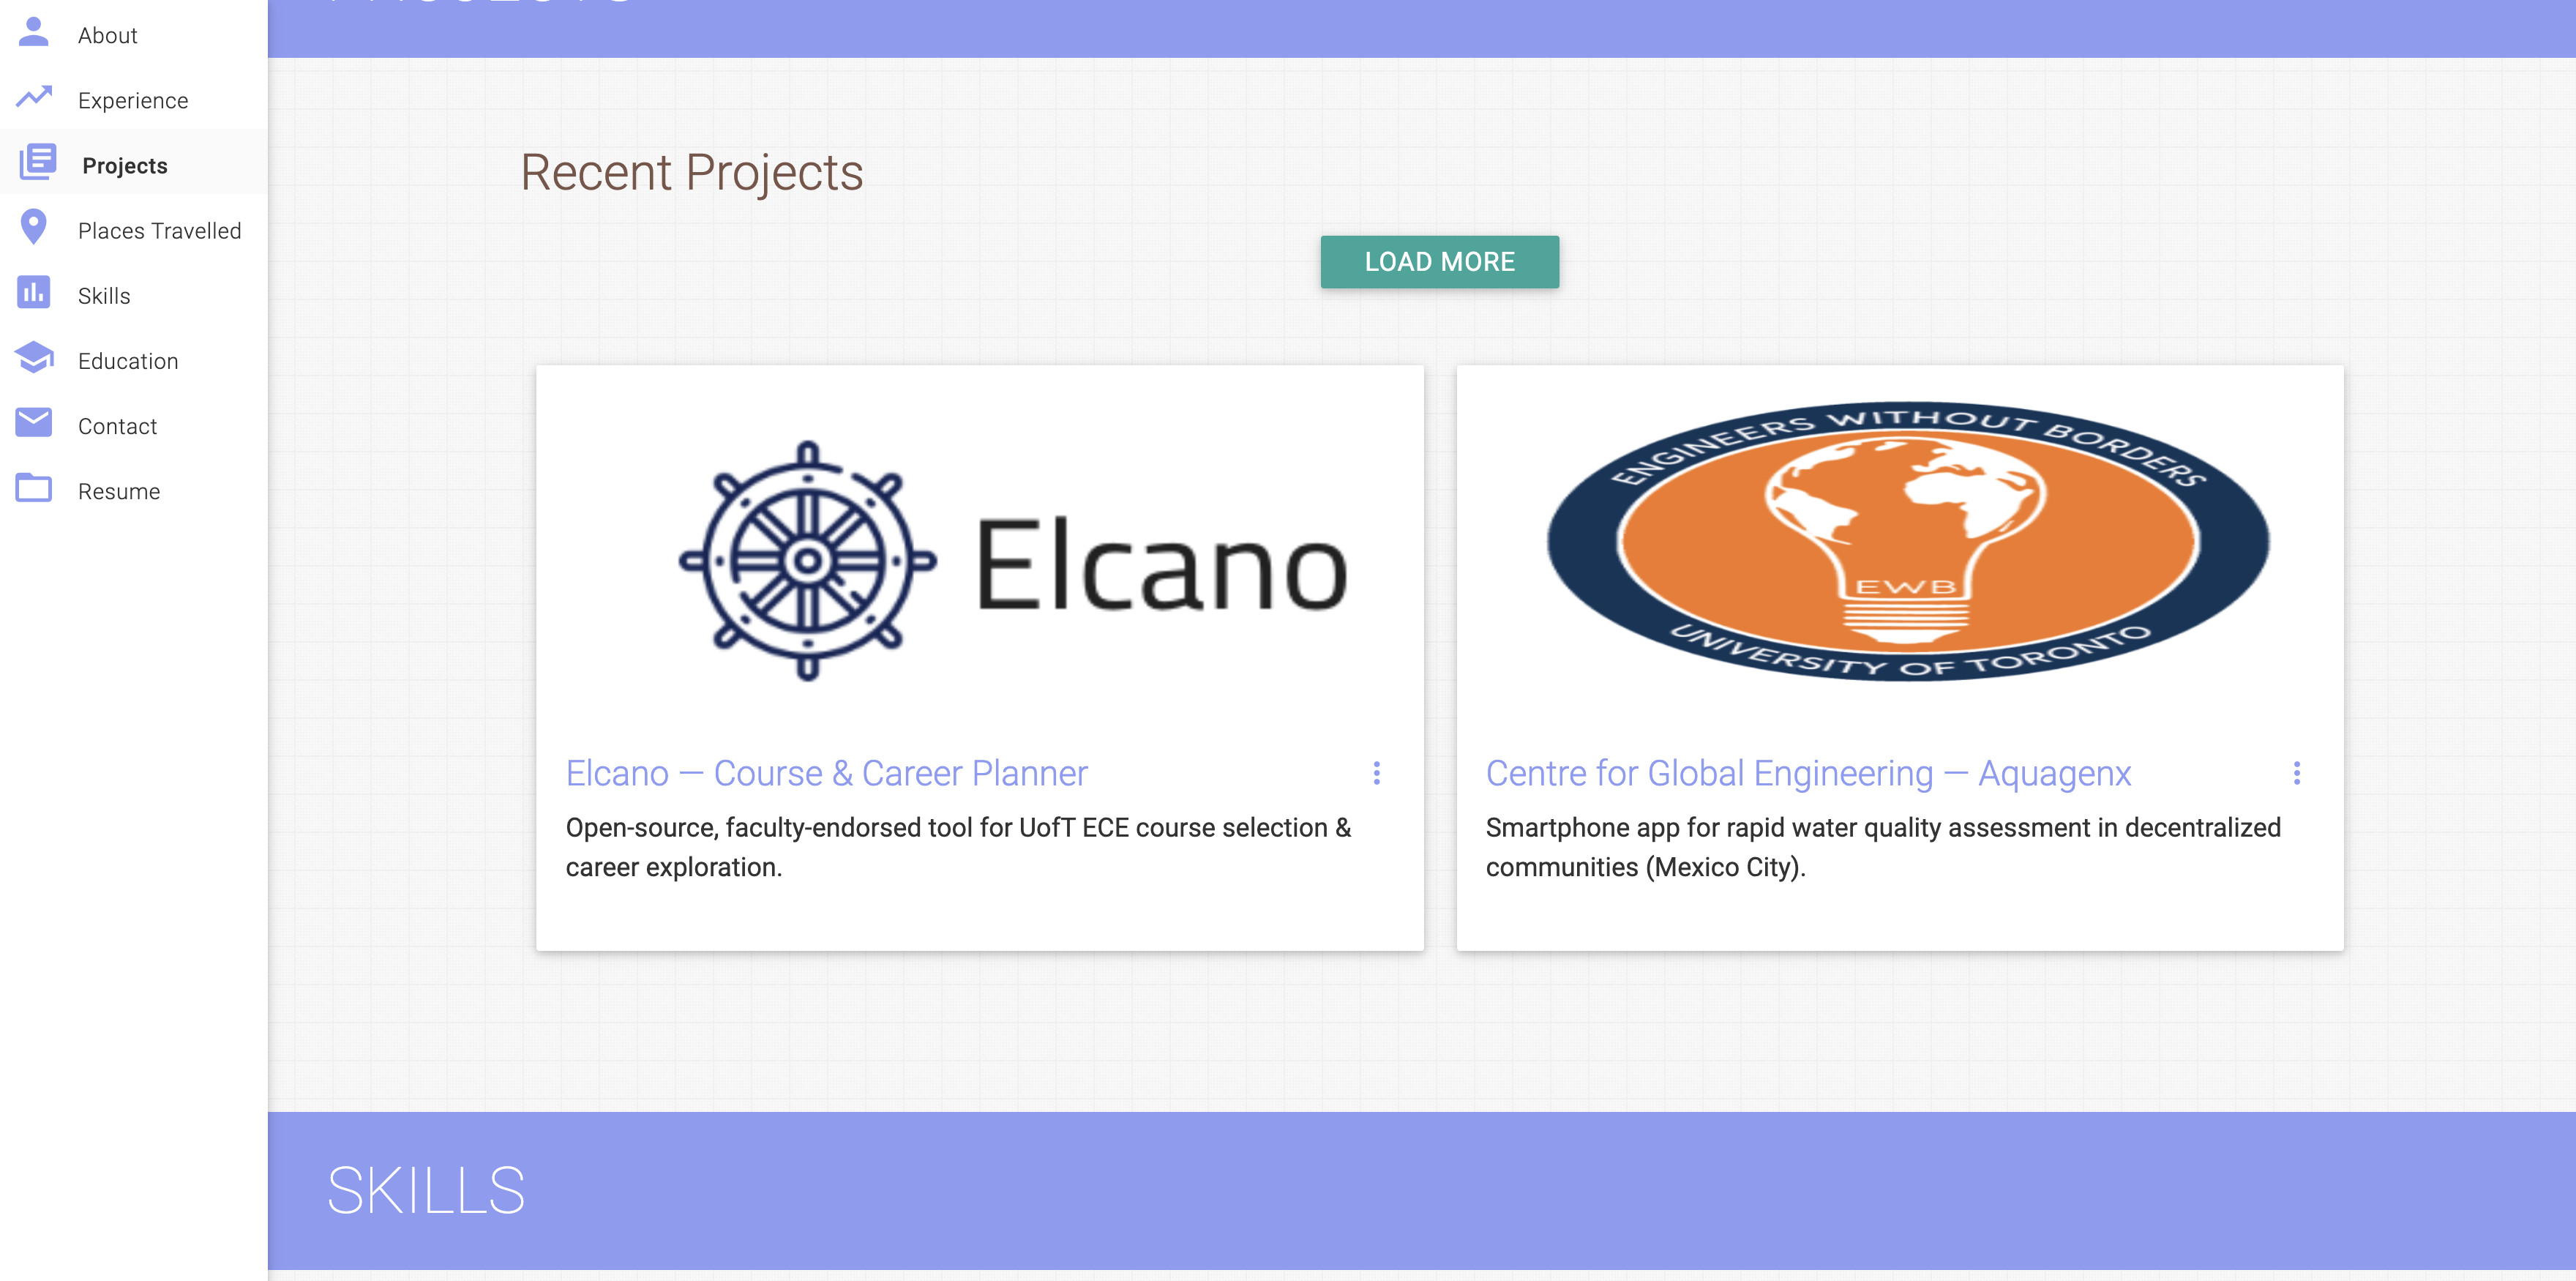 About
Experience
Projects
Places Travelled
Skills
Education
Contact
Resume
Recent Projects
LOAD MORE
Elcano
Elcano — Course & Career Planner
Open-source, faculty-endorsed tool for UofT ECE course selection &
career exploration.
ENGINEERS WITHOUT BORDERS
EWB
UNIVERSITY OF TORONTO
Centre for Global Engineering — Aquagenx
Smartphone app for rapid water quality assessment in decentralized
communities (Mexico City).
SKILLS